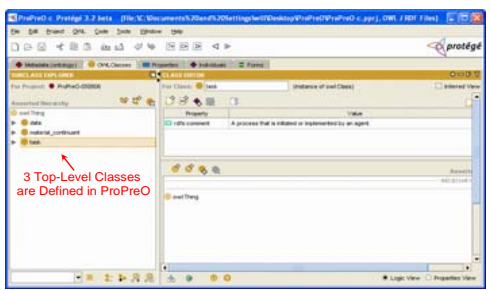 ProPreO c Protégé 3.2 beta (file:\C:\Documents%20and%20Settings\will\Desktop\ProPreO\ProPreO-c.pprj, OWL / RDF Files)
File Edit Project OWL Code Tools Window Help
protégé
Metadata (ontology) OWLClasses Properties Individuals Forms
SUBCLASS EXPLORER CLASS EDITOR
For Project: For Class: task (instance of owl:Class) Inferred View
Asserted Hierarchy
owl:Thing
Property Value
data
rdfs:comment A process that is initiated or implemented by an agent.
material_continuant
task
3 Top-Level Classes
are Defined in ProPreO
owl:Thing
Logic View Properties View